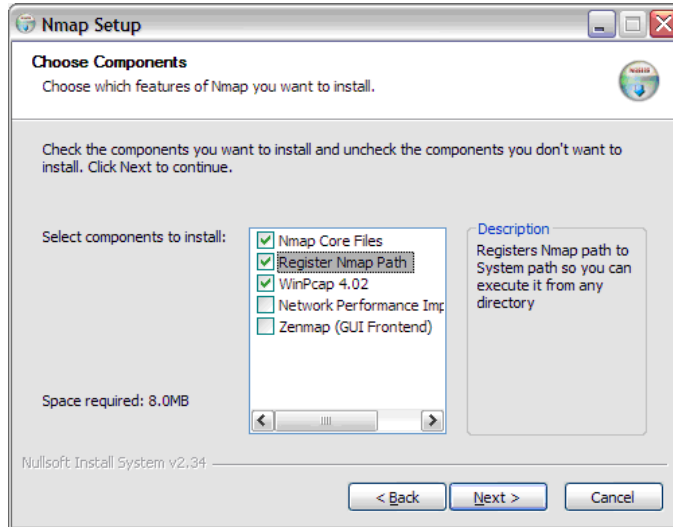 Nmap Setup
Choose Components
Choose which features of Nmap you want to install.
Check the components you want to install and uncheck the components you don't want to
install. Click Next to continue.
Select components to install:
Nmap Core Files
Register Nmap Path
WinPcap 4.02
Network Performance Imp
Zenmap (GUI Frontend)
Description
Registers Nmap path to
System path so you can
execute it from any
directory
Space required: 8.0MB
Nullsoft Install System v2.34
< Back
Next >
Cancel